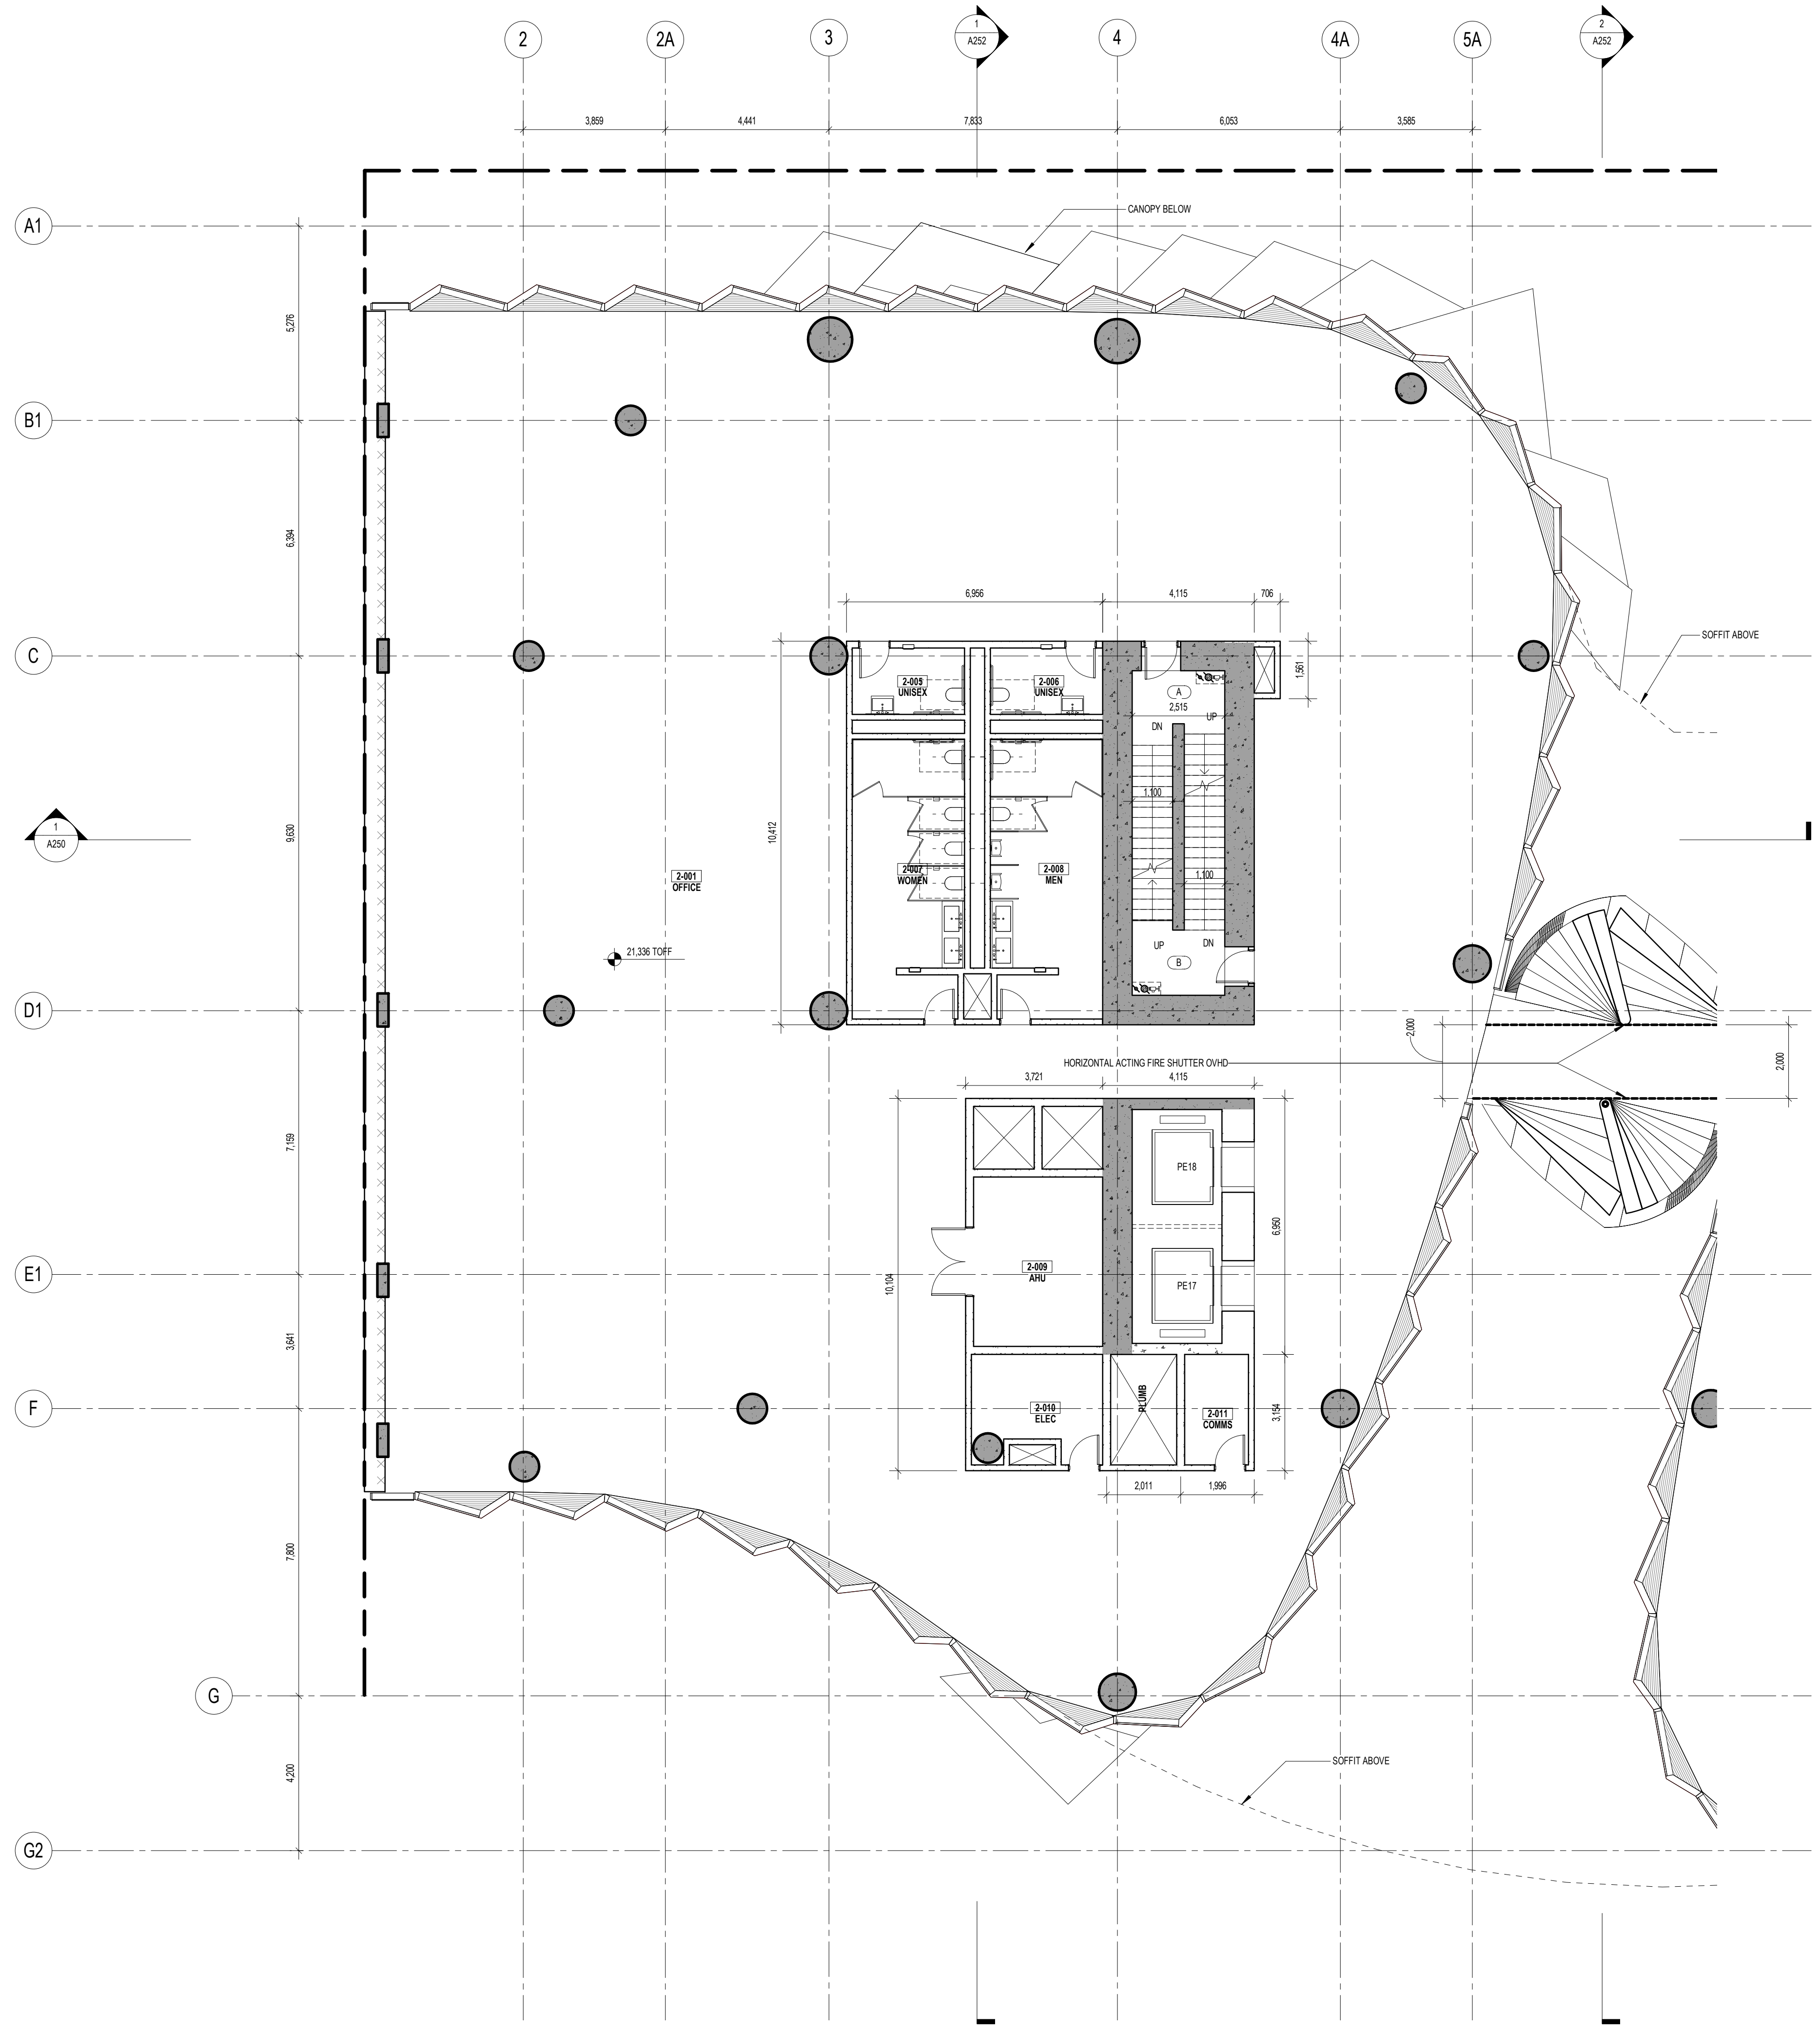 2
2A
3
1
A252
4
4A
5A
2
A252
3,859
4,441
7,833
6,053
3,585
A1
CANOPY BELOW
5,276
B1
6,394
6,956
4,115
706
C
SOFFIT ABOVE
1,561
2-005
UNISEX
2-006
UNISEX
A
2,515
DN
UP
1,100
1
A250
9,630
10,412
2-001
OFFICE
2-007
WOMEN
2-008
MEN
1,100
UP
DN
B
21,336 TOFF
D1
2,000
2,000
HORIZONTAL ACTING FIRE SHUTTER OVHD
3,721
4,115
7,159
PE18
6,950
E1
2-009
AHU
10,104
PE17
3,641
F
2-010
ELEC
PLUMB
2-011
COMMS
3,154
2,011
1,996
7,800
G
4,200
SOFFIT ABOVE
G2